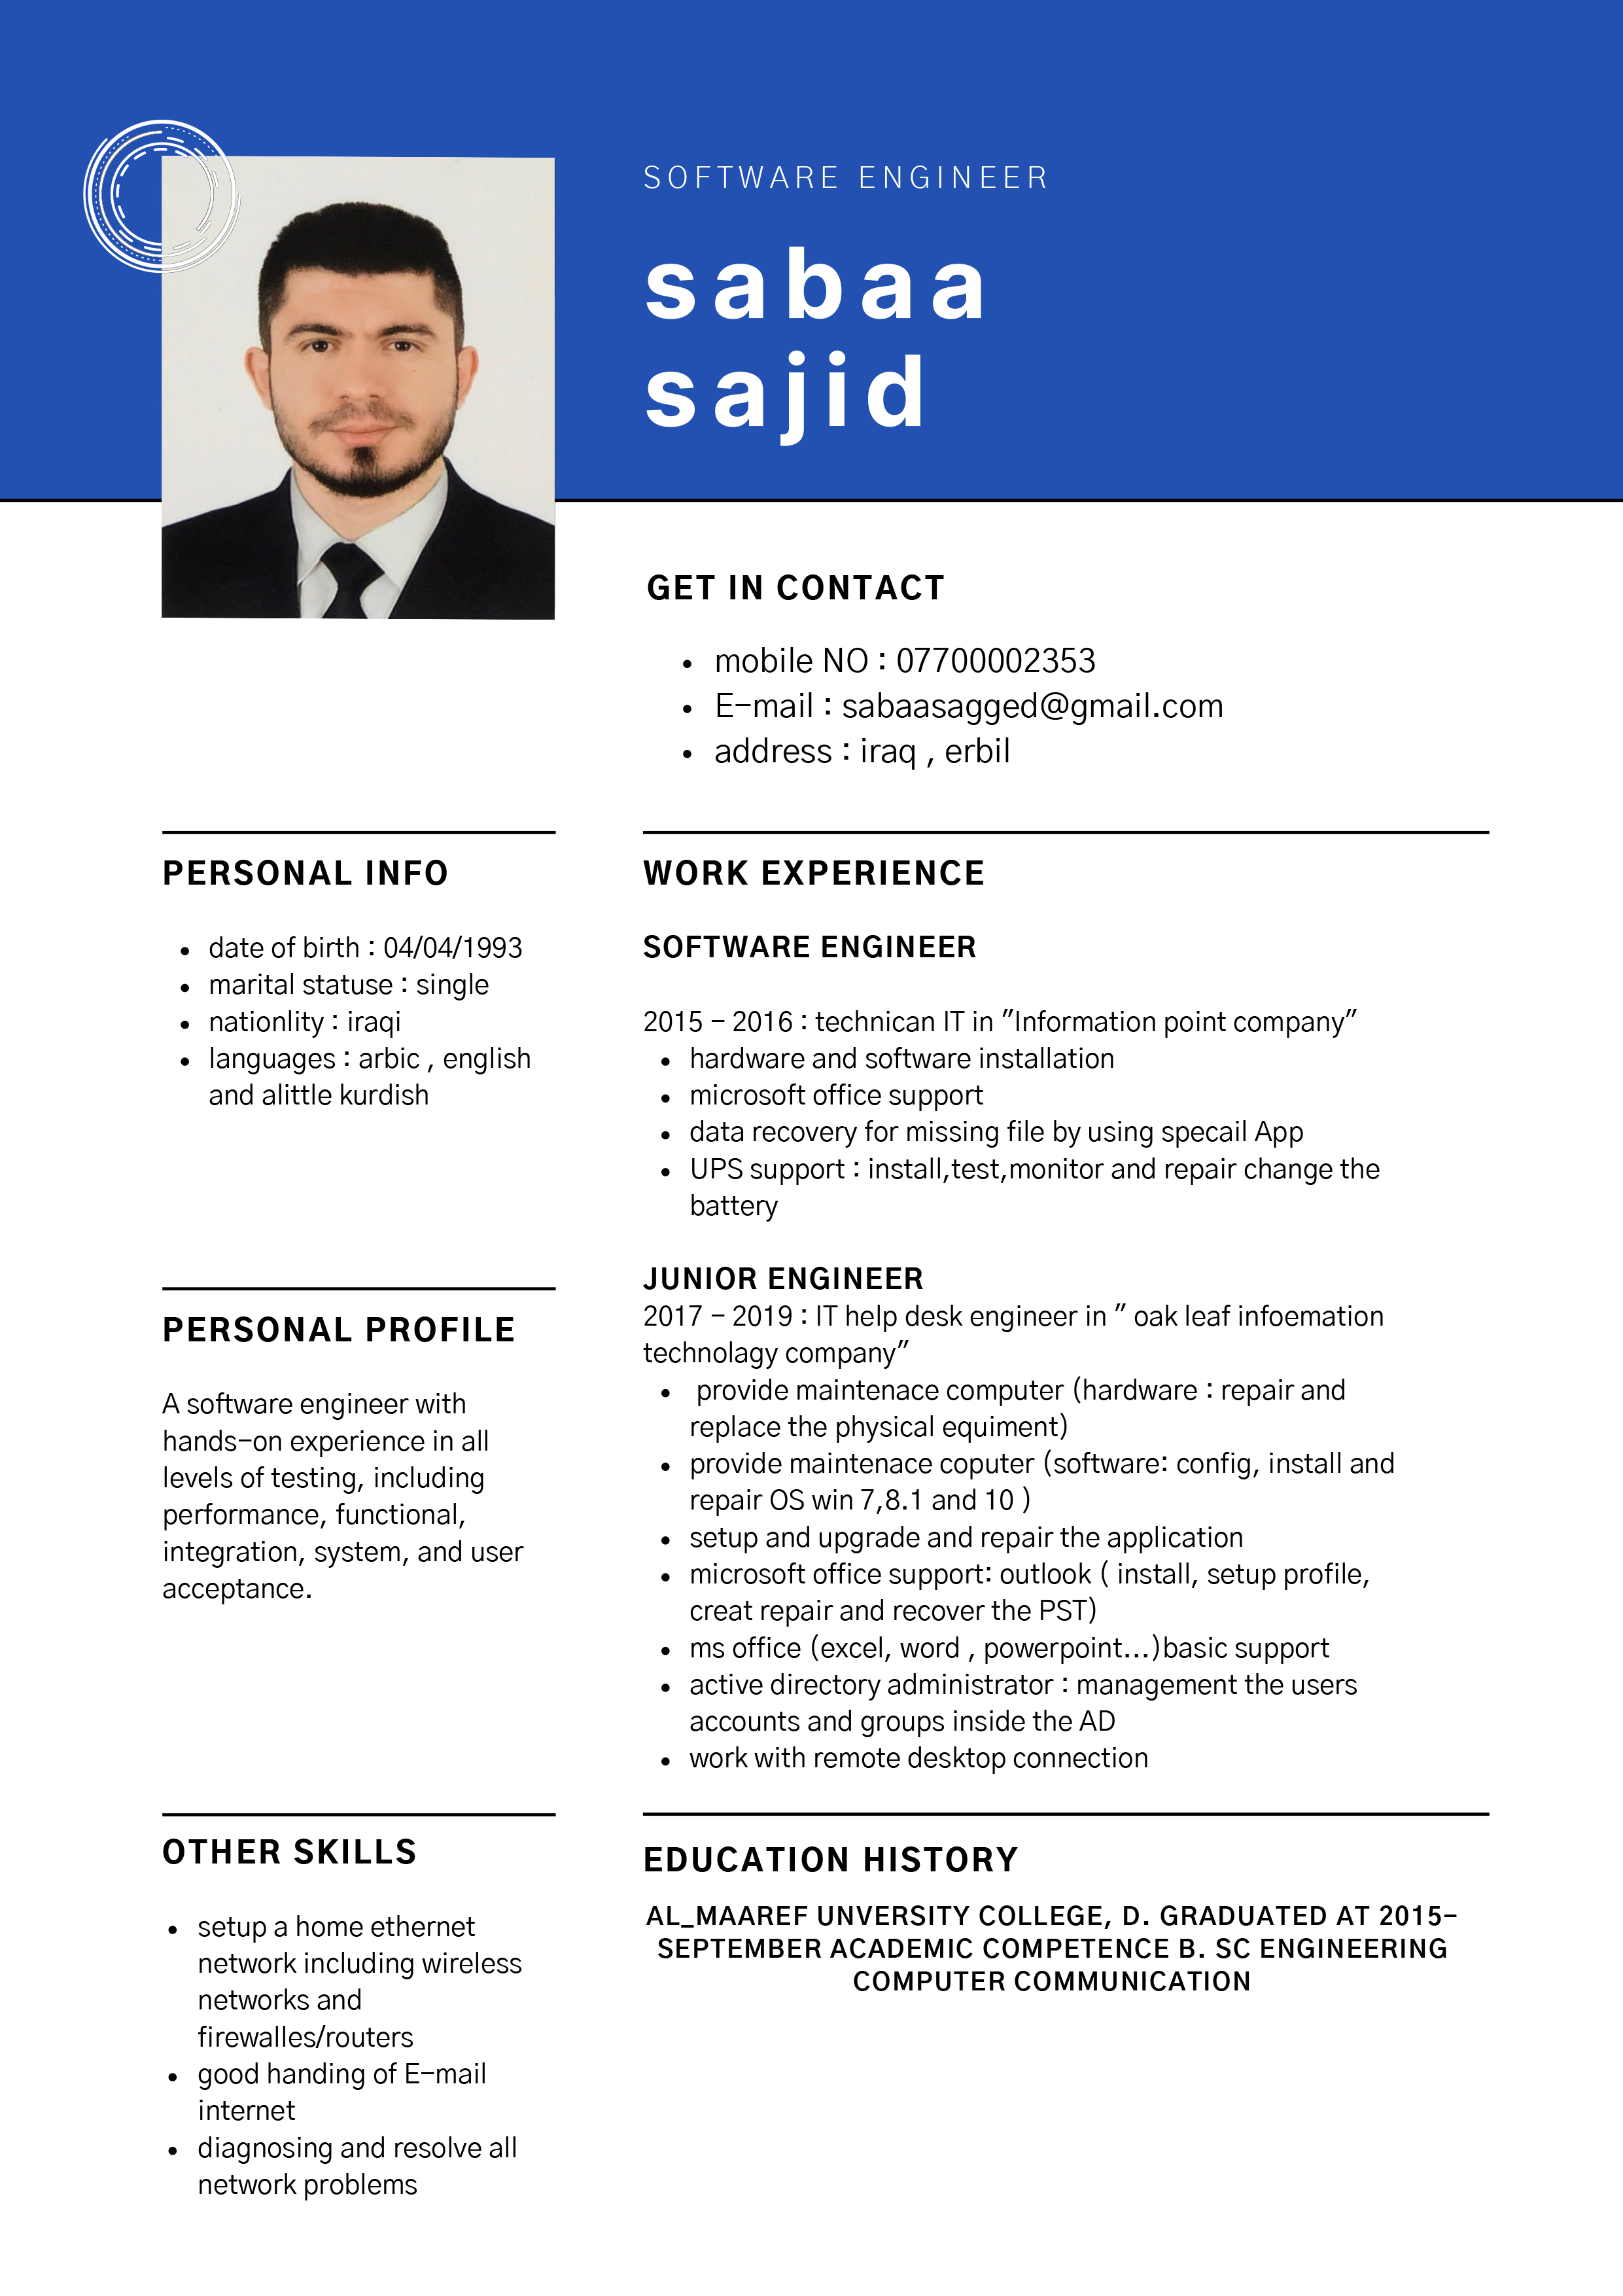 SOFTWARE ENGINEER
sabaa
sajid
GET IN CONTACT
• mobile NO : 07700002353
• E-mail : sabaasagged@gmail.com
• address : iraq , erbil
PERSONAL INFO
• date of birth : 04/04/1993
• marital statuse : single
• nationlity : iraqi
• languages : arbic , english
and alittle kurdish
PERSONAL PROFILE
A software engineer with
hands-on experience in all
levels of testing, including
performance, functional,
integration, system, and user
acceptance.
OTHER SKILLS
• setup a home ethernet
network including wireless
networks and
firewalles/routers
• good handing of E-mail
internet
• diagnosing and resolve all
network problems
WORK EXPERIENCE
SOFTWARE ENGINEER
2015 - 2016 : technican IT in "Information point company"
• hardware and software installation
• microsoft office support
• data recovery for missing file by using specail App
• UPS support : install,test,monitor and repair change the
battery
JUNIOR ENGINEER
2017 - 2019 : IT help desk engineer in " oak leaf infoemation
technolagy company"
• provide maintenace computer (hardware : repair and
replace the physical equiment)
• provide maintenace coputer (software: config, install and
repair OS win 7,8.1 and 10 )
• setup and upgrade and repair the application
• microsoft office support: outlook ( install, setup profile,
creat repair and recover the PST)
• ms office (excel, word , powerpoint...)basic support
• active directory administrator : management the users
accounts and groups inside the AD
• work with remote desktop connection
EDUCATION HISTORY
AL_MAAREF UNVERSITY COLLEGE, D. GRADUATED AT 2015-
SEPTEMBER ACADEMIC COMPETENCE B. SC ENGINEERING
COMPUTER COMMUNICATION